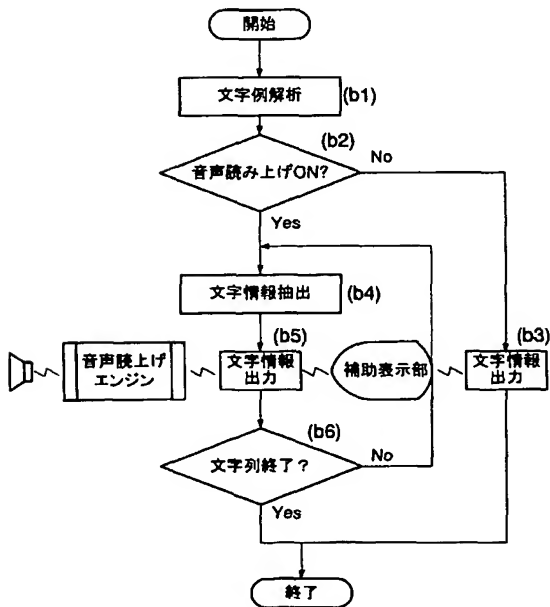 開始
文字例解析
(b1)
(b2)
音声読み上げON?
No
Yes
文字情報抽出
(b4)
(b5)
音声読上げ
エンジン
文字情報
出力
補助表示部
(b3)
文字情報
出力
(b6)
文字列終了？
No
Yes
終了